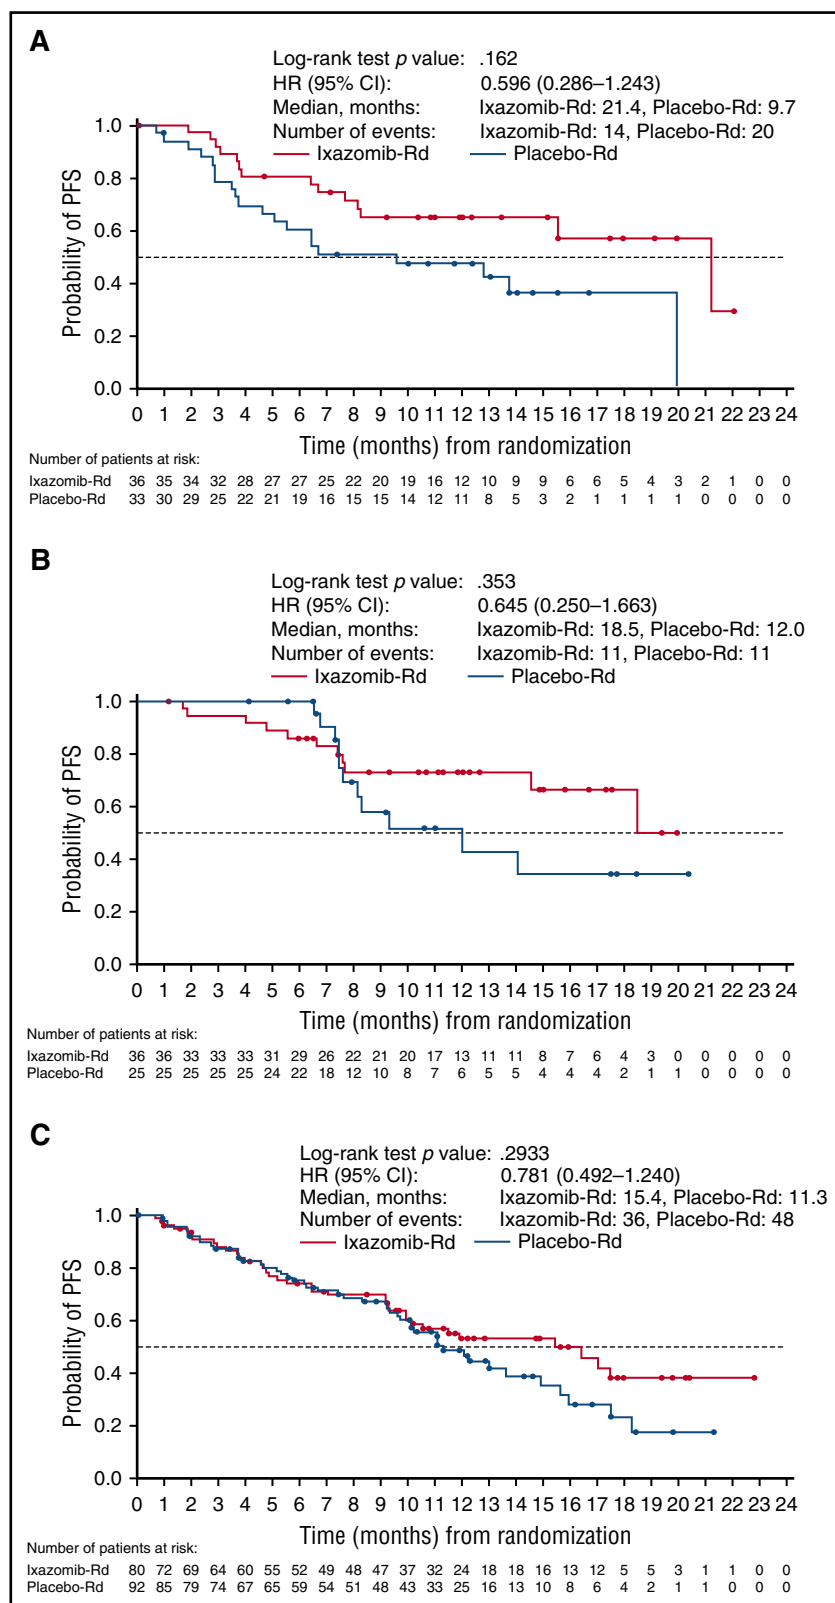 A
Log-rank test p value: .162
HR (95% CI): 0.596 (0.286–1.243)
Median, months: Ixazomib-Rd: 21.4, Placebo-Rd: 9.7
Number of events: Ixazomib-Rd: 14, Placebo-Rd: 20
Ixazomib-Rd Placebo-Rd
Probability of PFS
1.0
0.8
0.6
0.4
0.2
0.0
0 1 2 3 4 5 6 7 8 9 10 11 12 13 14 15 16 17 18 19 20 21 22 23 24
Time (months) from randomization
Number of patients at risk:
Ixazomib-Rd 36 35 34 32 28 27 27 25 22 20 19 16 12 10 9 9 6 6 5 4 3 2 1 0 0
Placebo-Rd 33 30 29 25 22 21 19 16 15 15 14 12 11 8 5 3 2 1 1 1 1 0 0 0 0
B
Log-rank test p value: .353
HR (95% CI): 0.645 (0.250–1.663)
Median, months: Ixazomib-Rd: 18.5, Placebo-Rd: 12.0
Number of events: Ixazomib-Rd: 11, Placebo-Rd: 11
Ixazomib-Rd Placebo-Rd
Probability of PFS
1.0
0.8
0.6
0.4
0.2
0.0
0 1 2 3 4 5 6 7 8 9 10 11 12 13 14 15 16 17 18 19 20 21 22 23 24
Time (months) from randomization
Number of patients at risk:
Ixazomib-Rd 36 36 33 33 33 31 29 26 22 21 20 17 13 11 11 8 7 6 4 3 0 0 0 0 0
Placebo-Rd 25 25 25 25 25 24 22 18 12 10 8 7 6 5 5 4 4 4 2 1 1 0 0 0 0
C
Log-rank test p value: .2933
HR (95% CI): 0.781 (0.492–1.240)
Median, months: Ixazomib-Rd: 15.4, Placebo-Rd: 11.3
Number of events: Ixazomib-Rd: 36, Placebo-Rd: 48
Ixazomib-Rd Placebo-Rd
Probability of PFS
1.0
0.8
0.6
0.4
0.2
0.0
0 1 2 3 4 5 6 7 8 9 10 11 12 13 14 15 16 17 18 19 20 21 22 23 24
Time (months) from randomization
Number of patients at risk:
Ixazomib-Rd 80 72 69 64 60 55 52 49 48 47 37 32 24 18 18 16 13 12 5 5 3 1 1 0 0
Placebo-Rd 92 85 79 74 67 65 59 54 51 48 43 33 25 16 13 10 8 6 4 2 1 1 0 0 0